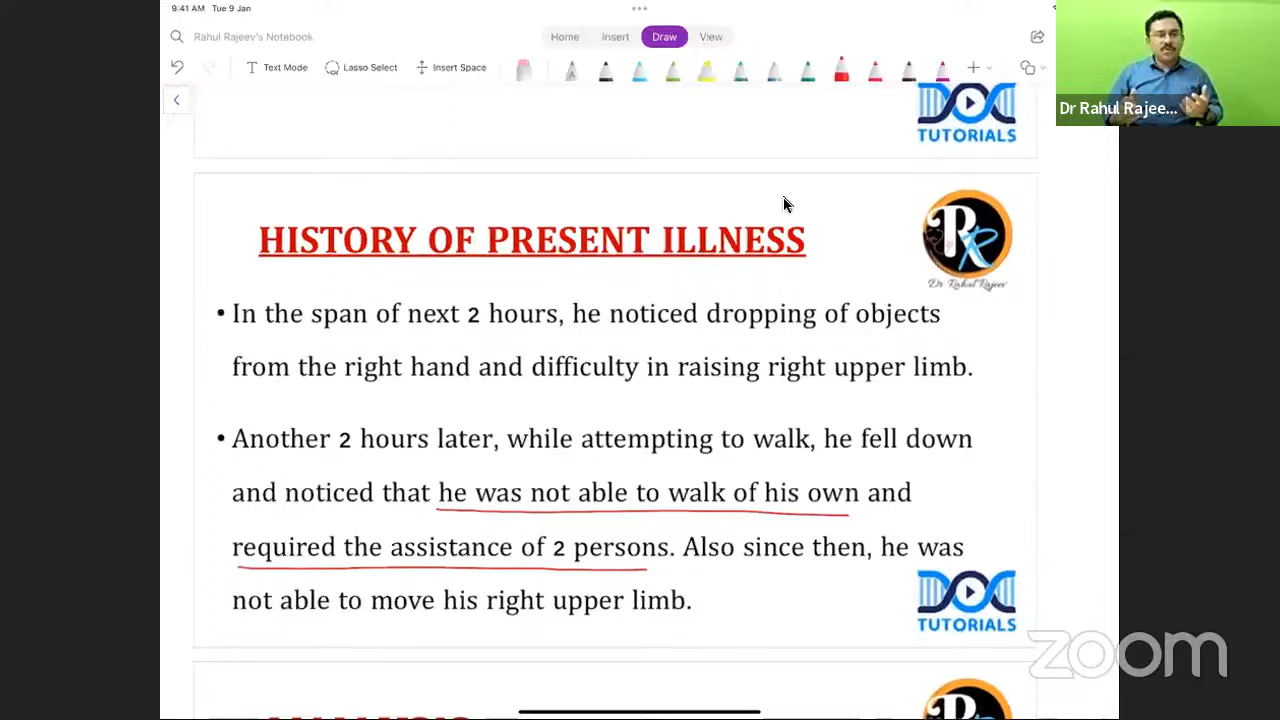 9:41 AM Tue 9 Jan
Rahul Rajeev's Notebook
Home Insert Draw View
Text Mode Lasso Select Insert Space
Dr Rahul Rajee...
TUTORIALS
HISTORY OF PRESENT ILLNESS
RR
Dr Rahul Rajeev
• In the span of next 2 hours, he noticed dropping of objects
from the right hand and difficulty in raising right upper limb.
• Another 2 hours later, while attempting to walk, he fell down
and noticed that he was not able to walk of his own and
required the assistance of 2 persons. Also since then, he was
not able to move his right upper limb.
DOC
TUTORIALS
zoom